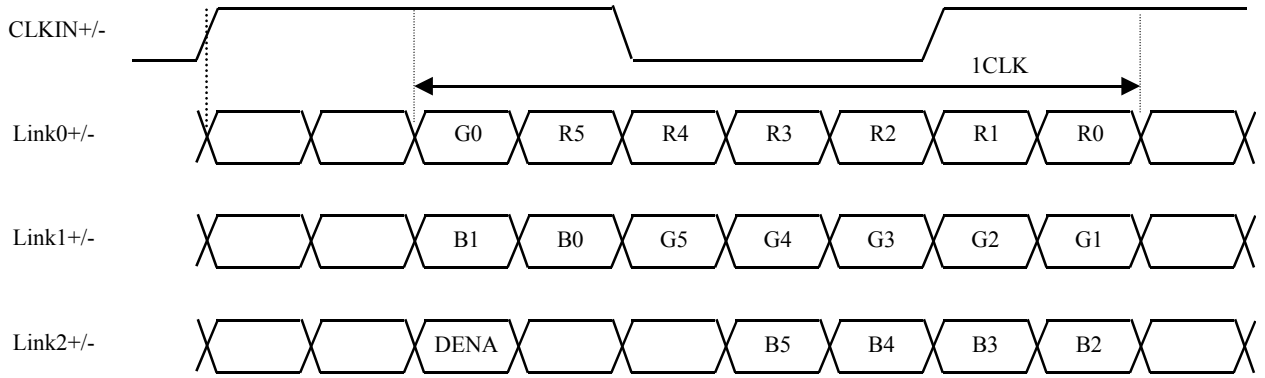 CLKIN+/-
1CLK
Link0+/- G0 R5 R4 R3 R2 R1 R0
Link1+/- B1 B0 G5 G4 G3 G2 G1
Link2+/- DENA B5 B4 B3 B2